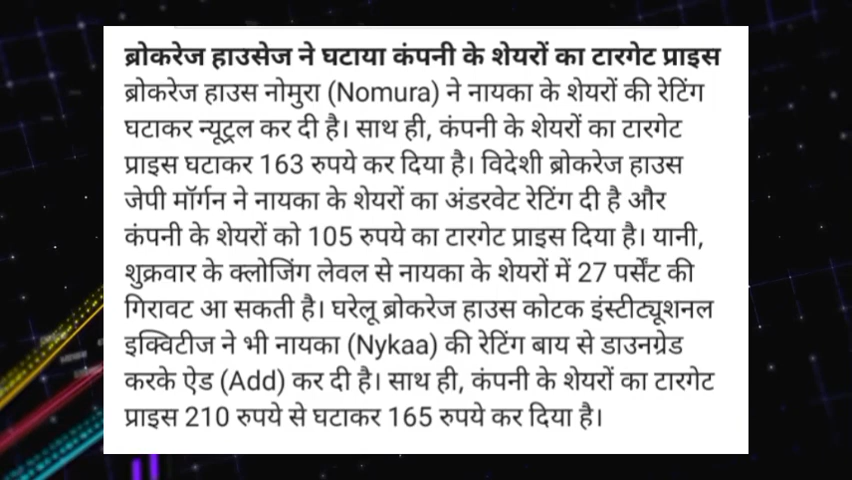 ब्रोकरेज हाउसेज ने घटाया कंपनी के शेयरों का टारगेट प्राइस
ब्रोकरेज हाउस नोमुरा (Nomura) ने नायका के शेयरों की रेटिंग
घटाकर न्यूट्रल कर दी है। साथ ही, कंपनी के शेयरों का टारगेट
प्राइस घटाकर 163 रुपये कर दिया है। विदेशी ब्रोकरेज हाउस
जेपी मॉर्गन ने नायका के शेयरों का अंडरवेट रेटिंग दी है और
कंपनी के शेयरों को 105 रुपये का टारगेट प्राइस दिया है। यानी,
शुक्रवार के क्लोजिंग लेवल से नायका के शेयरों में 27 पर्सेंट की
गिरावट आ सकती है। घरेलू ब्रोकरेज हाउस कोटक इंस्टीट्यूशनल
इक्विटीज ने भी नायका (Nykaa) की रेटिंग बाय से डाउनग्रेड
करके ऐड (Add) कर दी है। साथ ही, कंपनी के शेयरों का टारगेट
प्राइस 210 रुपये से घटाकर 165 रुपये कर दिया है।